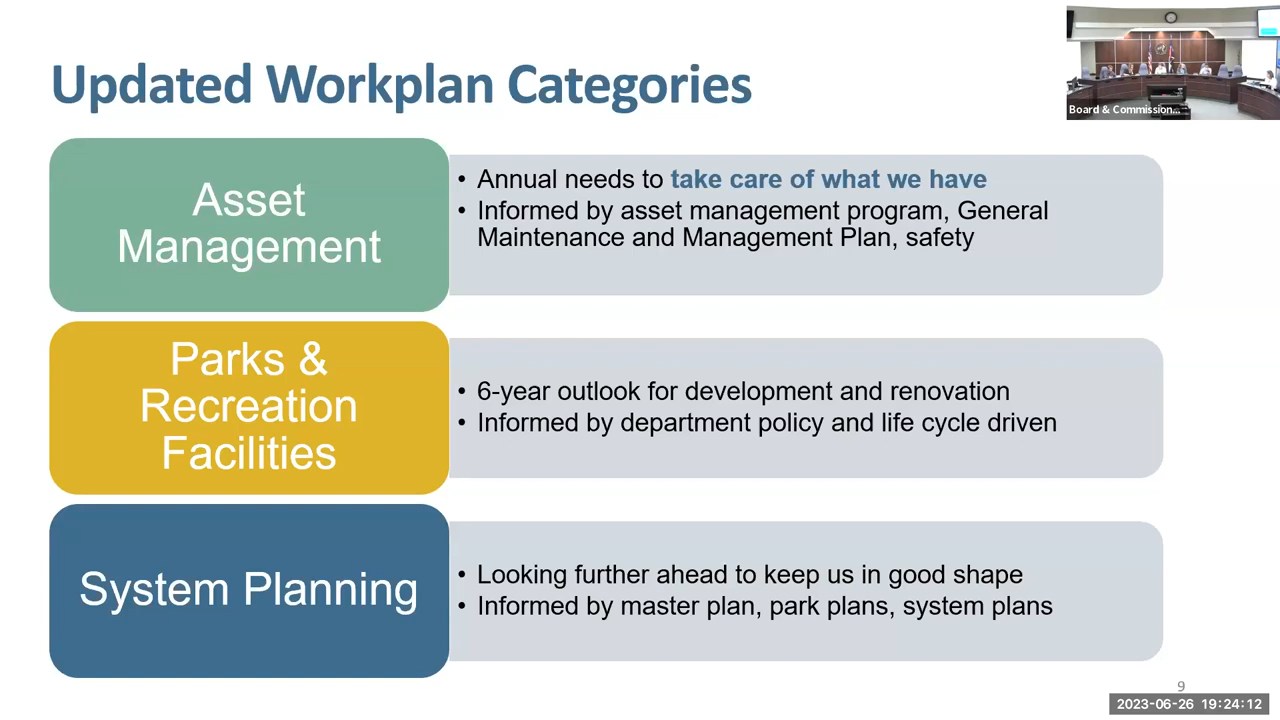 Updated Workplan Categories
Board & Commission...
Asset
Management
• Annual needs to take care of what we have
• Informed by asset management program, General
Maintenance and Management Plan, safety
Parks &
Recreation
Facilities
• 6-year outlook for development and renovation
• Informed by department policy and life cycle driven
System Planning
• Looking further ahead to keep us in good shape
• Informed by master plan, park plans, system plans
9
2023-06-26 19:24:12